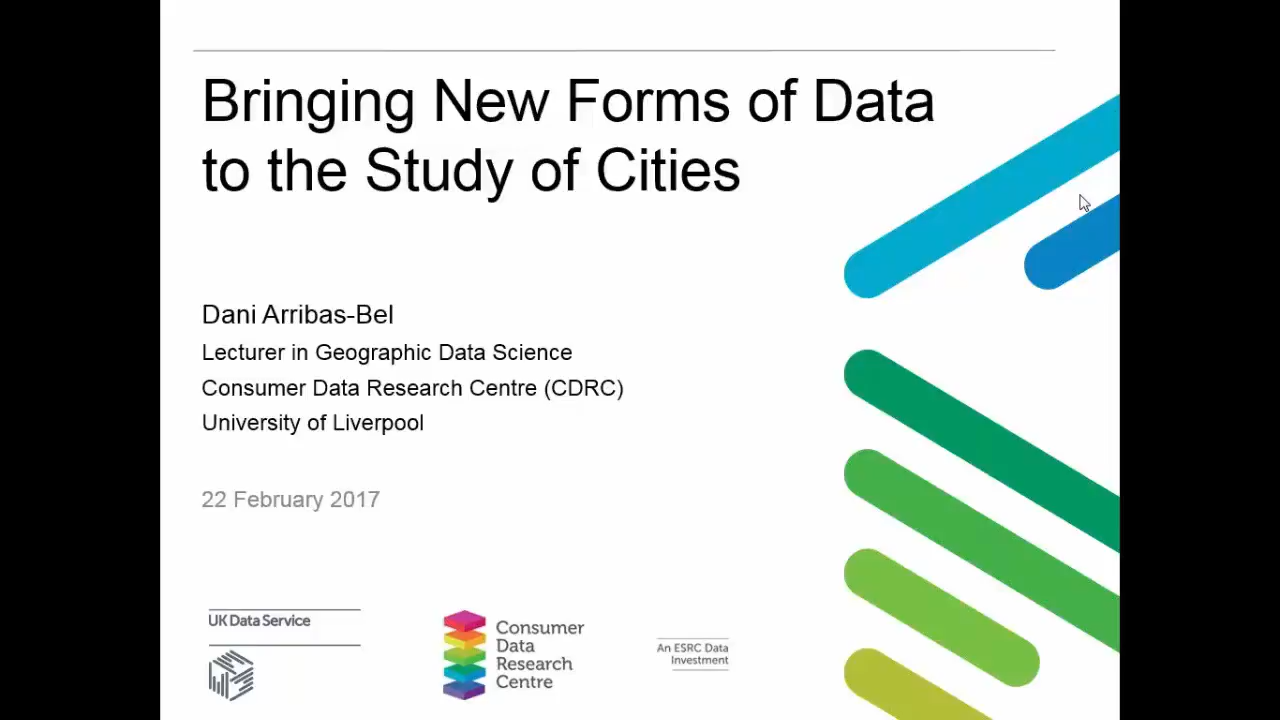 Bringing New Forms of Data
to the Study of Cities
Dani Arribas-Bel
Lecturer in Geographic Data Science
Consumer Data Research Centre (CDRC)
University of Liverpool
22 February 2017
UK Data Service
Consumer
Data
Research
Centre
An ESRC Data
Investment